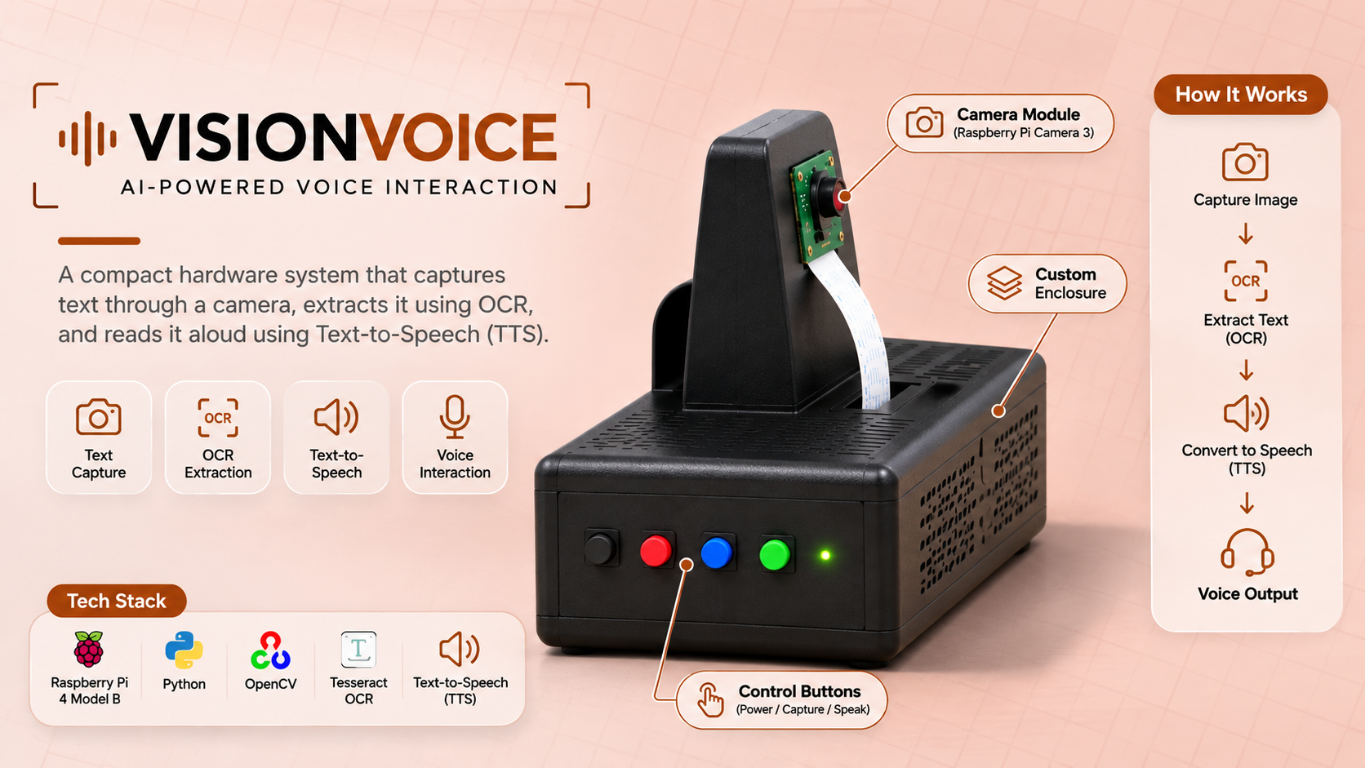 VISIONVOICE
AI-POWERED VOICE INTERACTION
A compact hardware system that captures
text through a camera, extracts it using OCR,
and reads it aloud using Text-to-Speech (TTS).
Text
Capture
OCR
OCR
Extraction
Text-to-
Speech
Voice
Interaction
Tech Stack
Raspberry Pi
4 Model B
Python
OpenCV
T
Tesseract
OCR
Text-to-Speech
(TTS)
Camera Module
(Raspberry Pi Camera 3)
Custom
Enclosure
Control Buttons
(Power / Capture / Speak)
How It Works
Capture Image
OCR
Extract Text
(OCR)
Convert to Speech
(TTS)
Voice Output